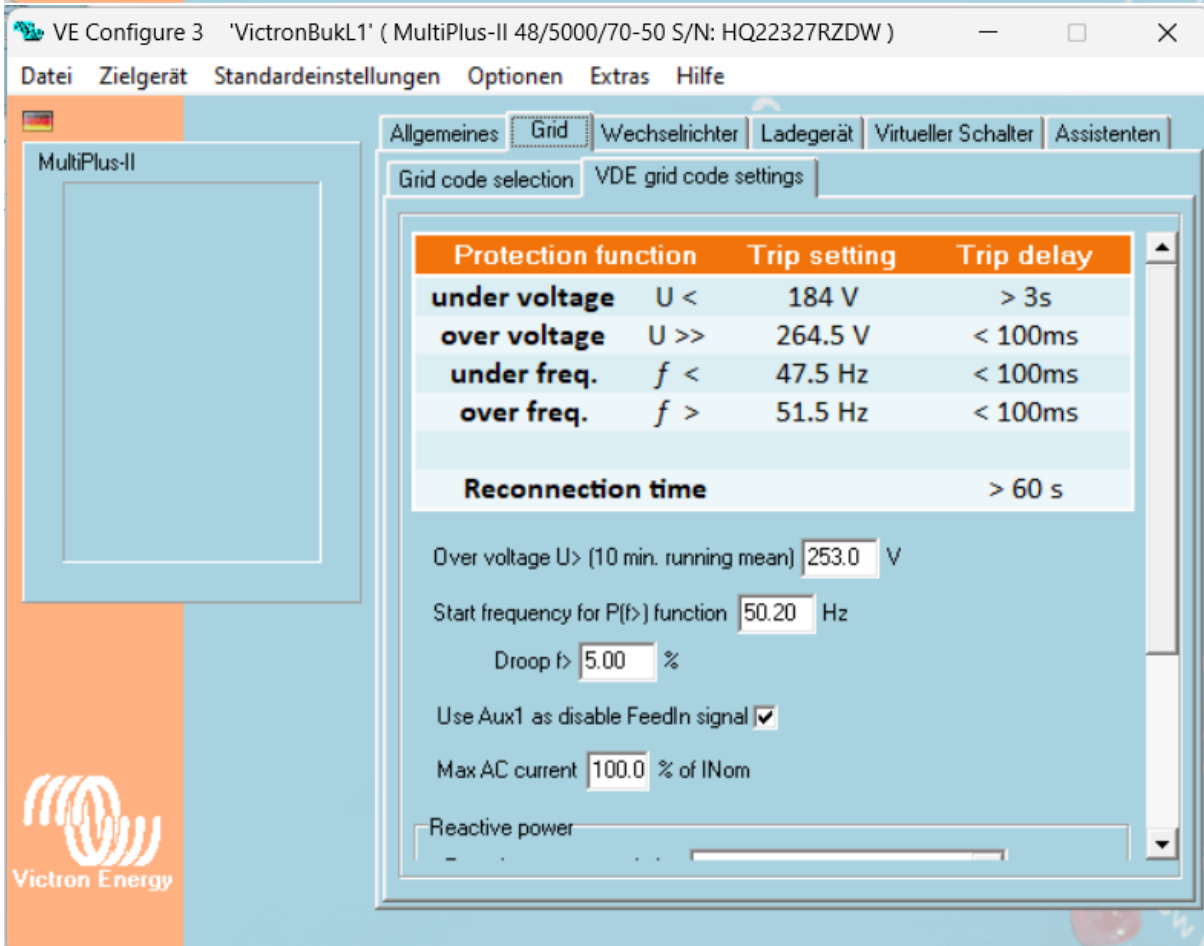 VE Configure 3 'VictronBukL1' ( MultiPlus-II 48/5000/70-50 S/N: HQ22327RZDW )
Datei Zielgerät Standardeinstellungen Optionen Extras Hilfe
MultiPlus-II
Allgemeines Grid Wechselrichter Ladegerät Virtueller Schalter Assistenten
Grid code selection VDE grid code settings
Protection function Trip setting Trip delay
under voltage U < 184 V > 3s
over voltage U >> 264.5 V < 100ms
under freq. f < 47.5 Hz < 100ms
over freq. f > 51.5 Hz < 100ms
Reconnection time > 60 s
Over voltage U> (10 min. running mean) 253.0 V
Start frequency for P(f>) function 50.20 Hz
Droop f> 5.00 %
Use Aux1 as disable FeedIn signal
Max AC current 100.0 % of INom
Reactive power
Victron Energy